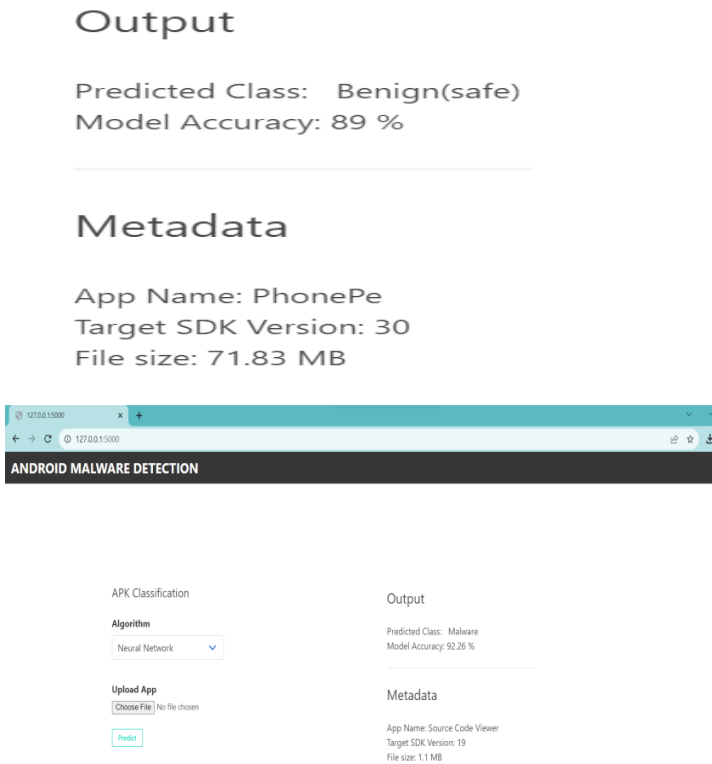 Output
Predicted Class: Benign(safe)
Model Accuracy: 89 %
Metadata
App Name: PhonePe
Target SDK Version: 30
File size: 71.83 MB
127.0.0.1:5000
127.0.0.1:5000
ANDROID MALWARE DETECTION
APK Classification
Algorithm
Neural Network
Upload App
Choose File No file chosen
Predict
Output
Predicted Class: Malware
Model Accuracy: 92.26 %
Metadata
App Name: Source Code Viewer
Target SDK Version: 19
File size: 1.1 MB